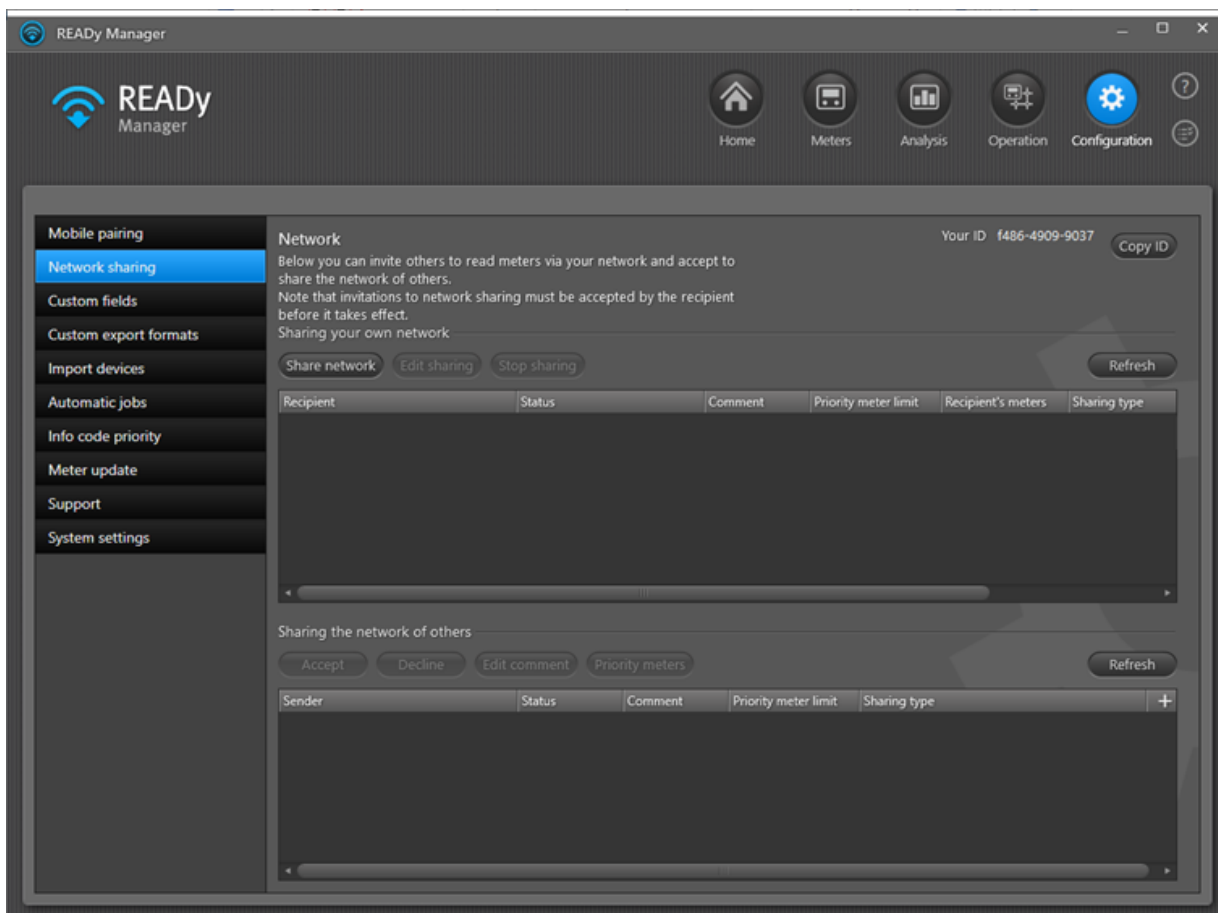 READy Manager
READy
Manager
Home Meters Analysis Operation Configuration
?
Mobile pairing
Network sharing
Custom fields
Custom export formats
Import devices
Automatic jobs
Info code priority
Meter update
Support
System settings
Network
Your ID f486-4909-9037 Copy ID
Below you can invite others to read meters via your network and accept to
share the network of others.
Note that invitations to network sharing must be accepted by the recipient
before it takes effect.
Sharing your own network
Share network Edit sharing Stop sharing Refresh
Recipient Status Comment Priority meter limit Recipient's meters Sharing type
Sharing the network of others
Accept Decline Edit comment Priority meters Refresh
Sender Status Comment Priority meter limit Sharing type +